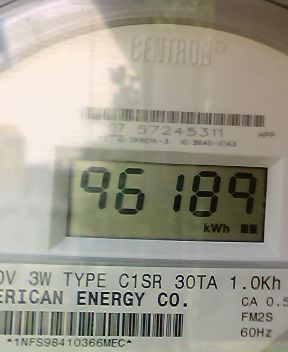 CENTRON®
07 57245311 MPP
96189
kWh
0V 3W TYPE C1SR 30TA 1.0Kh
ERICAN ENERGY CO. CA 0.5
FM2S
60Hz
*1NFS98410366MEC*